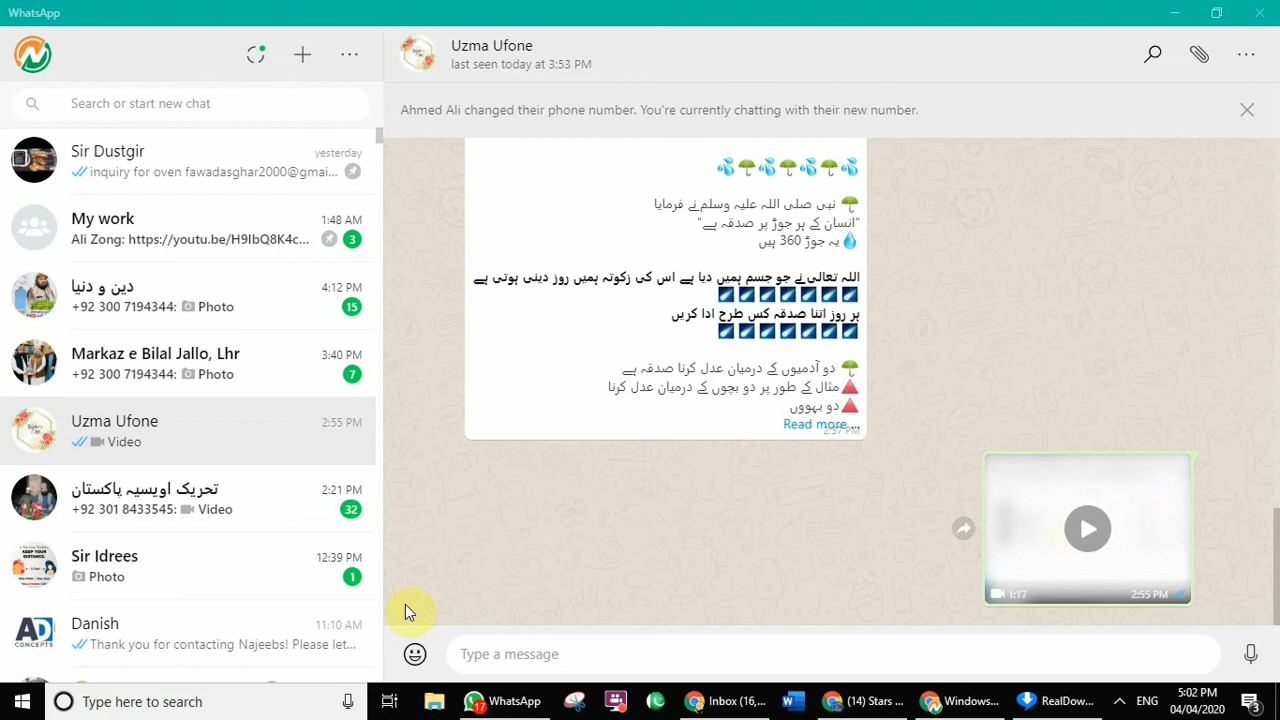 WhatsApp
Uzma Ufone
last seen today at 3:53 PM
Search or start new chat
Ahmed Ali changed their phone number. You're currently chatting with their new number.
Sir Dustgir
yesterday
inquiry for oven fawadasghar2000@gmai...
My work
1:48 AM
Ali Zong: https://youtu.be/H9IbQ8K4c...
3
دین و دنیا
4:12 PM
+92 300 7194344: Photo
15
Markaz e Bilal Jallo, Lhr
3:40 PM
+92 300 7194344: Photo
7
Uzma Ufone
2:55 PM
Video
تحریک اویسیہ پاکستان
2:21 PM
+92 301 8433545: Video
32
Sir Idrees
12:39 PM
Photo
1
Danish
11:10 AM
Thank you for contacting Najeebs! Please let...
💦☂💦☂💦☂💦
☂ نبی صلی اللہ علیہ وسلم نے فرمایا
"انسان کے ہر جوڑ پر صدقہ ہے"
💧یہ جوڑ 360 ہیں
اللہ تعالی نے جو جسم ہمیں دیا ہے اس کی زکوتہ ہمیں روز دینی ہوتی ہے
ہر روز اتنا صدقہ کس طرح ادا کریں
☂ دو آدمیوں کے درمیان عدل کرنا صدقہ ہے
🔺مثال کے طور پر دو بچوں کے درمیان عدل کرنا
🔺دو بہووں
Read more...
2:37 PM
1:17
2:55 PM
Type a message
Type here to search
17
WhatsApp
Inbox (16,...
(14) Stars ...
Windows...
RealDow...
ENG
5:02 PM
04/04/2020
3